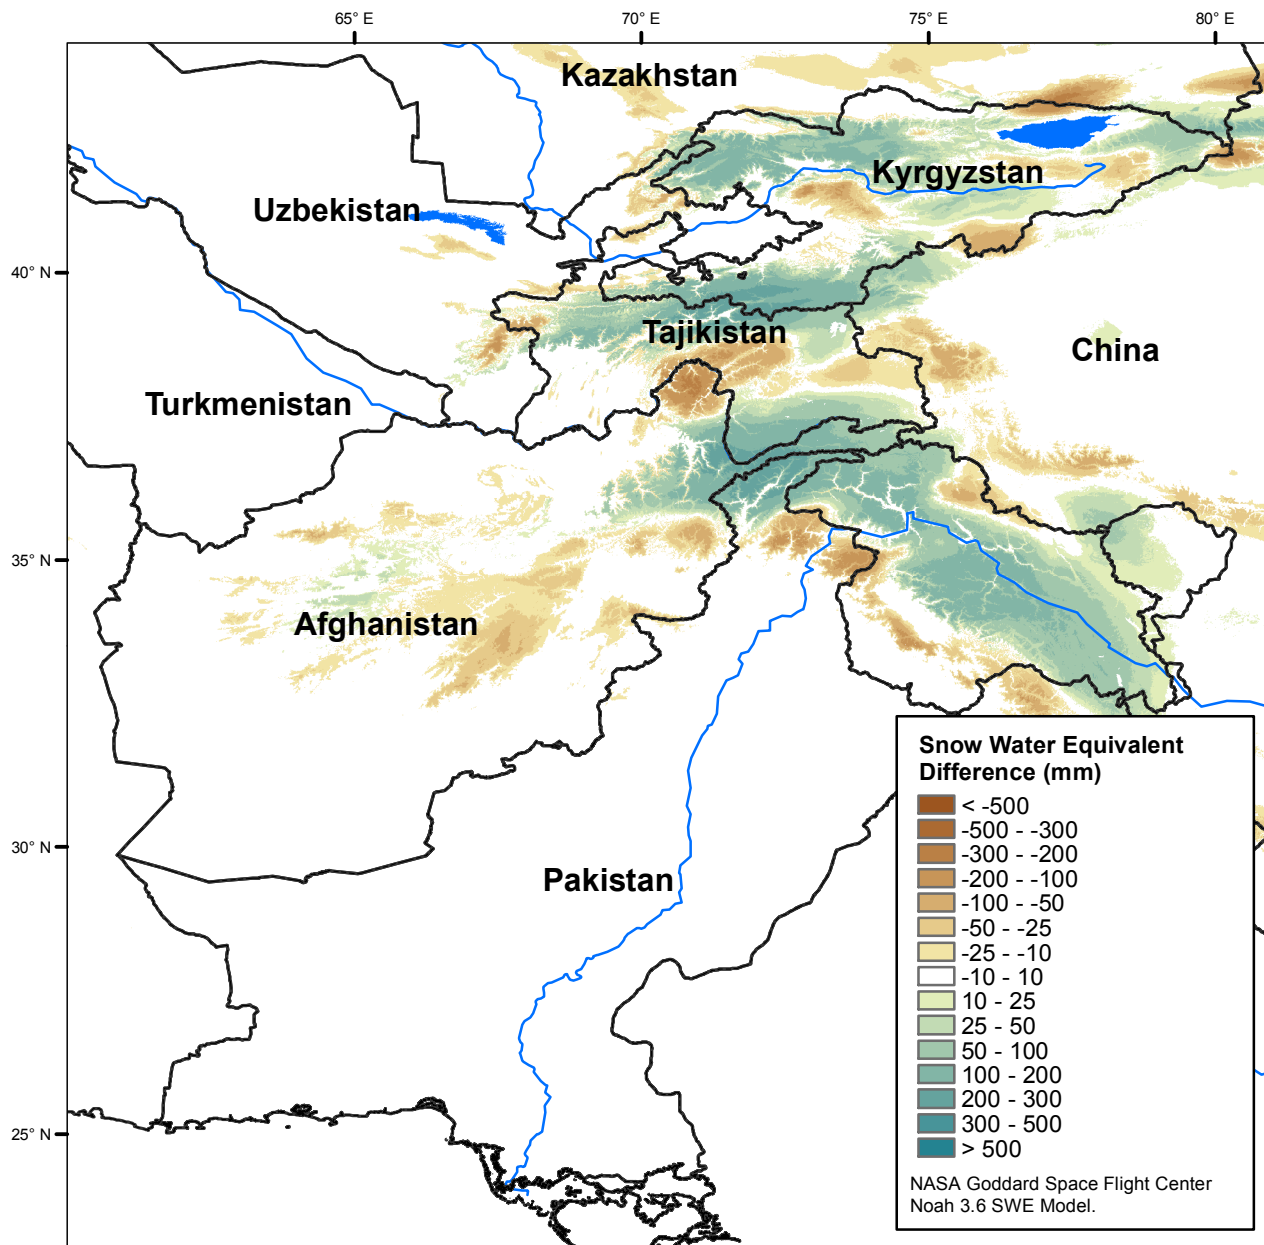 65° E 70° E 75° E 80° E
Kazakhstan
Kyrgyzstan
Uzbekistan
40° N
Tajikistan
China
Turkmenistan
35° N
Afghanistan
Snow Water Equivalent
Difference (mm)
< -500
-500 - -300
30° N
-300 - -200
Pakistan
-200 - -100
-100 - -50
-50 - -25
-25 - -10
-10 - 10
10 - 25
25 - 50
50 - 100
100 - 200
200 - 300
300 - 500
25° N
> 500
NASA Goddard Space Flight Center
Noah 3.6 SWE Model.